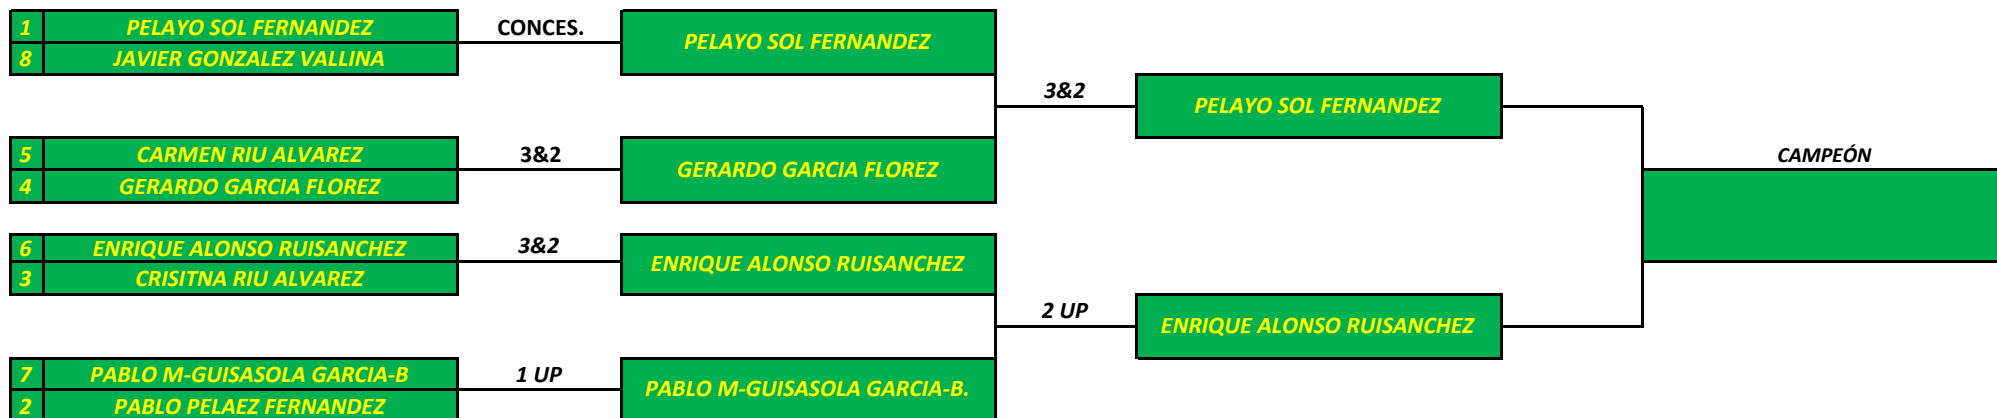 1 PELAYO SOL FERNANDEZ CONCES. PELAYO SOL FERNANDEZ
8 JAVIER GONZALEZ VALLINA
3&2 PELAYO SOL FERNANDEZ
5 CARMEN RIU ALVAREZ 3&2 GERARDO GARCIA FLOREZ CAMPEÓN
4 GERARDO GARCIA FLOREZ
6 ENRIQUE ALONSO RUISANCHEZ 3&2 ENRIQUE ALONSO RUISANCHEZ
3 CRISITNA RIU ALVAREZ
2 UP ENRIQUE ALONSO RUISANCHEZ
7 PABLO M-GUISASOLA GARCIA-B 1 UP PABLO M-GUISASOLA GARCIA-B.
2 PABLO PELAEZ FERNANDEZ